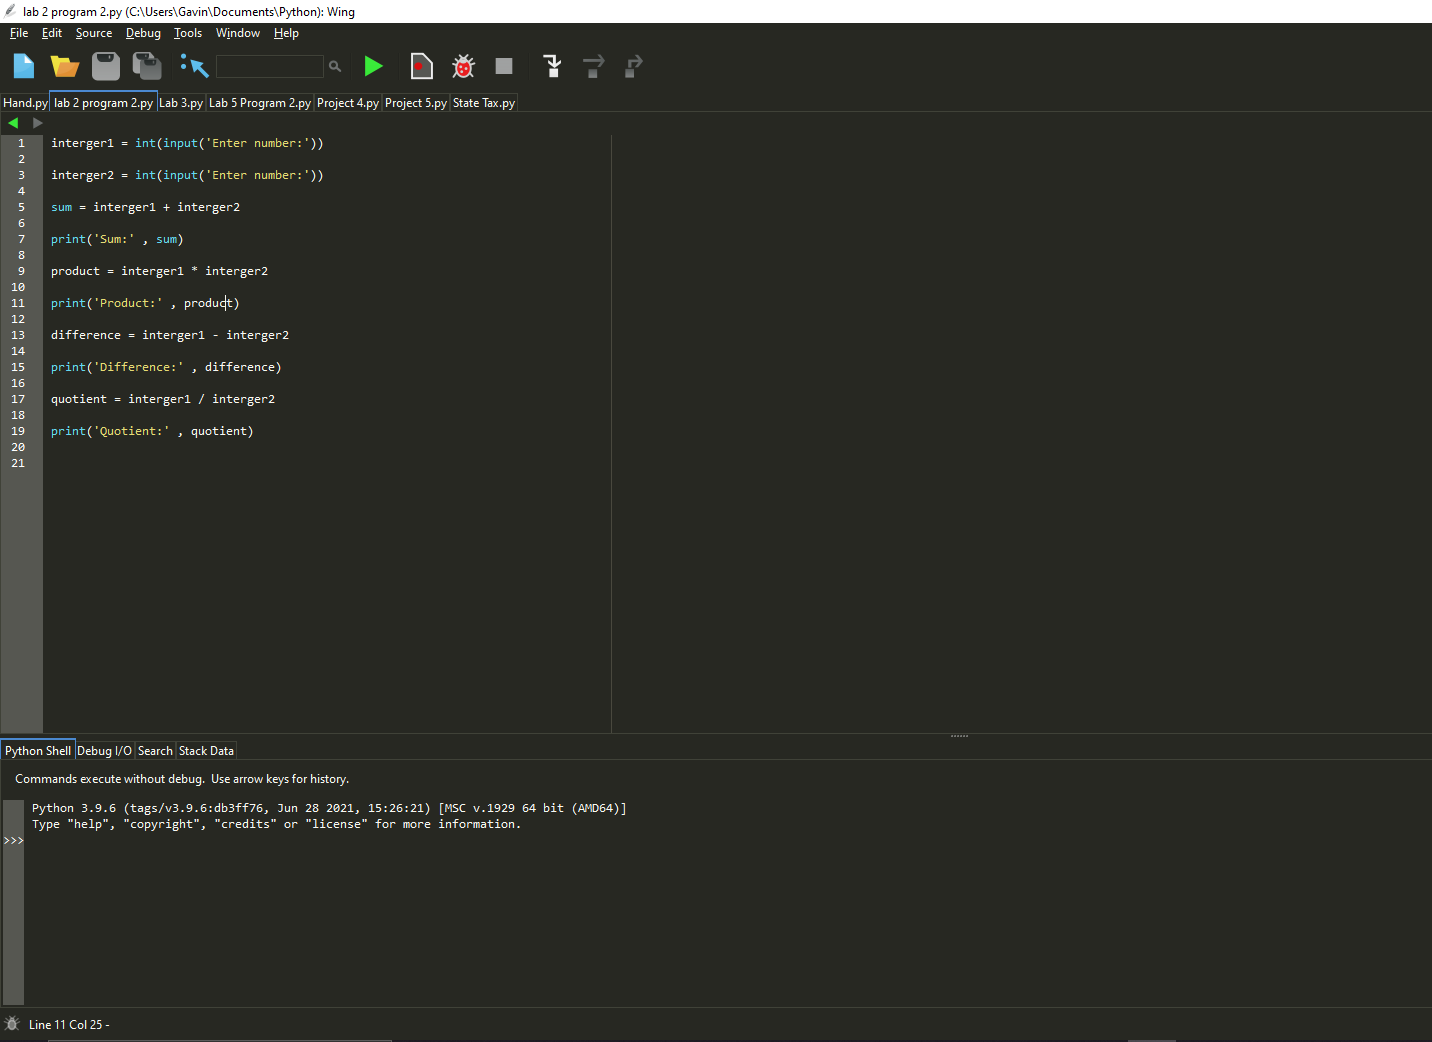 lab 2 program 2.py (C:\Users\Gavin\Documents\Python): Wing
File Edit Source Debug Tools Window Help
Hand.py lab 2 program 2.py Lab 3.py Lab 5 Program 2.py Project 4.py Project 5.py State Tax.py
1 interger1 = int(input('Enter number:'))
2
3 interger2 = int(input('Enter number:'))
4
5 sum = interger1 + interger2
6
7 print('Sum:' , sum)
8
9 product = interger1 * interger2
10
11 print('Product:' , product)
12
13 difference = interger1 - interger2
14
15 print('Difference:' , difference)
16
17 quotient = interger1 / interger2
18
19 print('Quotient:' , quotient)
20
21
Python Shell Debug I/O Search Stack Data
Commands execute without debug. Use arrow keys for history.
Python 3.9.6 (tags/v3.9.6:db3ff76, Jun 28 2021, 15:26:21) [MSC v.1929 64 bit (AMD64)]
Type "help", "copyright", "credits" or "license" for more information.
>>>
Line 11 Col 25 -